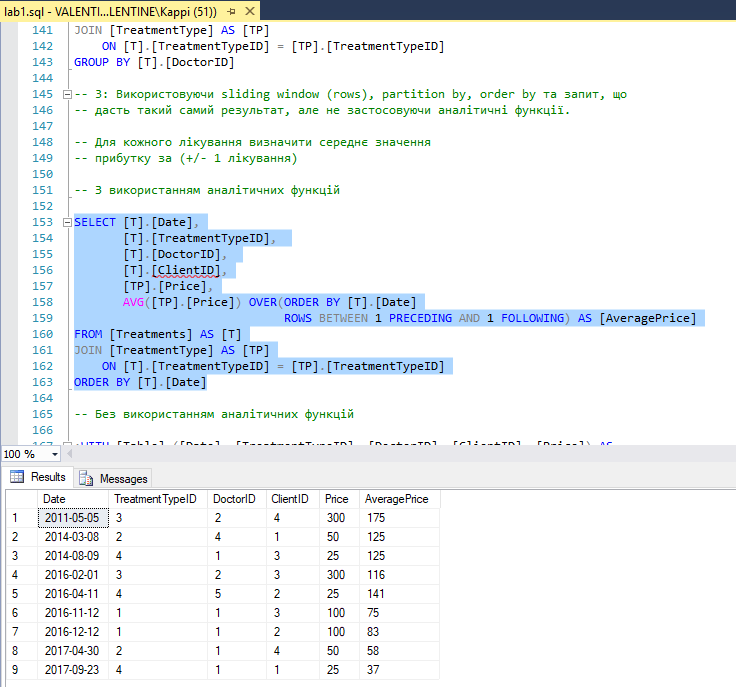 lab1.sql - VALENTI...LENTINE\Kappi (51))
141 JOIN [TreatmentType] AS [TP]
142 ON [T].[TreatmentTypeID] = [TP].[TreatmentTypeID]
143 GROUP BY [T].[DoctorID]
144
145 -- 3: Використовуючи sliding window (rows), partition by, order by та запит, що
146 -- дасть такий самий результат, але не застосовуючи аналітичні функції.
147
148 -- Для кожного лікування визначити середнє значення
149 -- прибутку за (+/- 1 лікування)
150
151 -- З використанням аналітичних функцій
152
153 SELECT [T].[Date],
154 [T].[TreatmentTypeID],
155 [T].[DoctorID],
156 [T].[ClientID],
157 [TP].[Price],
158 AVG([TP].[Price]) OVER(ORDER BY [T].[Date]
159 ROWS BETWEEN 1 PRECEDING AND 1 FOLLOWING) AS [AveragePrice]
160 FROM [Treatments] AS [T]
161 JOIN [TreatmentType] AS [TP]
162 ON [T].[TreatmentTypeID] = [TP].[TreatmentTypeID]
163 ORDER BY [T].[Date]
164
165 -- Без використанням аналітичних функцій
166
167 ;WITH [Table] ([Date], [TreatmentTypeID], [DoctorID], [ClientID], [Price]) AS
100 %
Results Messages
Date TreatmentTypeID DoctorID ClientID Price AveragePrice
1 2011-05-05 3 2 4 300 175
2 2014-03-08 2 4 1 50 125
3 2014-08-09 4 1 3 25 125
4 2016-02-01 3 2 3 300 116
5 2016-04-11 4 5 2 25 141
6 2016-11-12 1 1 3 100 75
7 2016-12-12 1 1 2 100 83
8 2017-04-30 2 1 4 50 58
9 2017-09-23 4 1 1 25 37